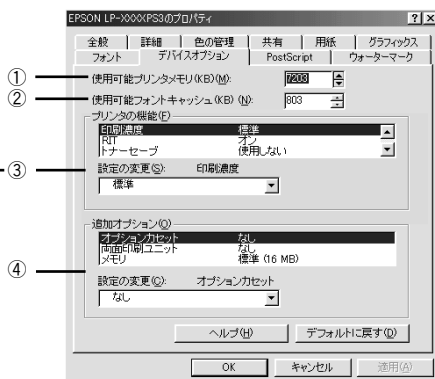 EPSON LP-XXXXPS3のプロパティ
全般 詳細 色の管理 共有 用紙 グラフィックス
フォント デバイスオプション PostScript ウォーターマーク
① 使用可能プリンタメモリ(KB)(M): 7203
② 使用可能フォントキャッシュ(KB) (N): 803
プリンタの機能(F)
印刷濃度 標準
RIT オン
トナーセーブ 使用しない
③ 設定の変更(S): 印刷濃度
標準
追加オプション(O)
オプションカセット なし
両面印刷ユニット なし
メモリ 標準 (16 MB)
④ 設定の変更(C): オプションカセット
なし
ヘルプ(H) デフォルトに戻す(D)
OK キャンセル 適用(A)